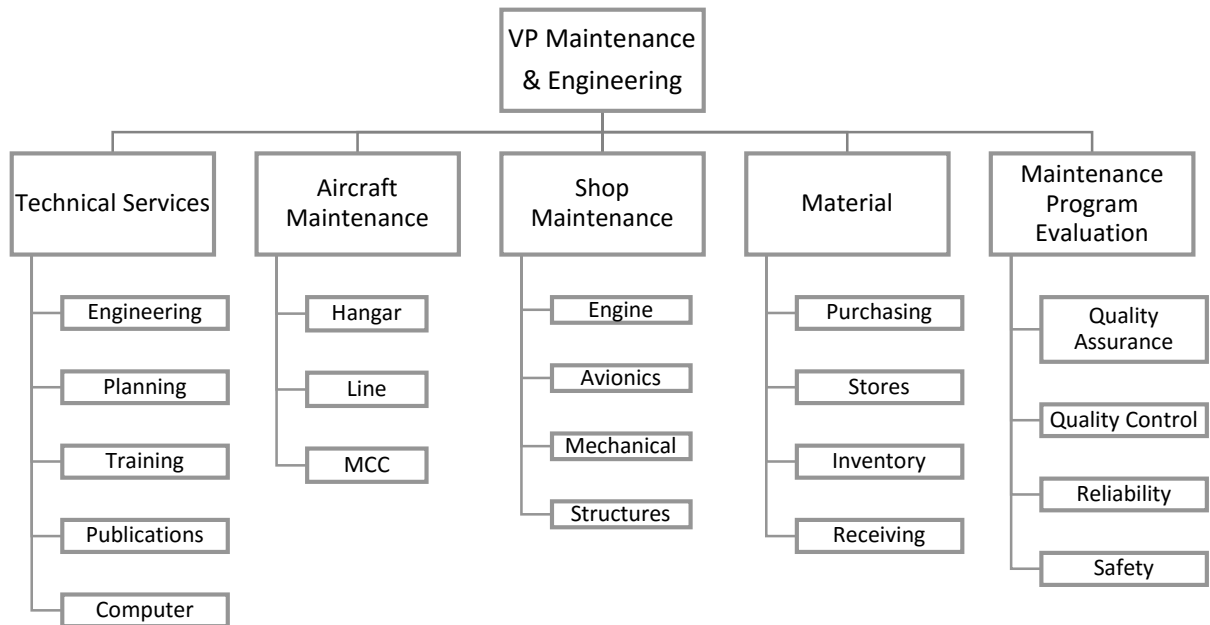 VP Maintenance
& Engineering
Technical Services
Aircraft
Maintenance
Shop
Maintenance
Material
Maintenance
Program
Evaluation
Engineering
Planning
Training
Publications
Computer
Hangar
Line
MCC
Engine
Avionics
Mechanical
Structures
Purchasing
Stores
Inventory
Receiving
Quality
Assurance
Quality Control
Reliability
Safety